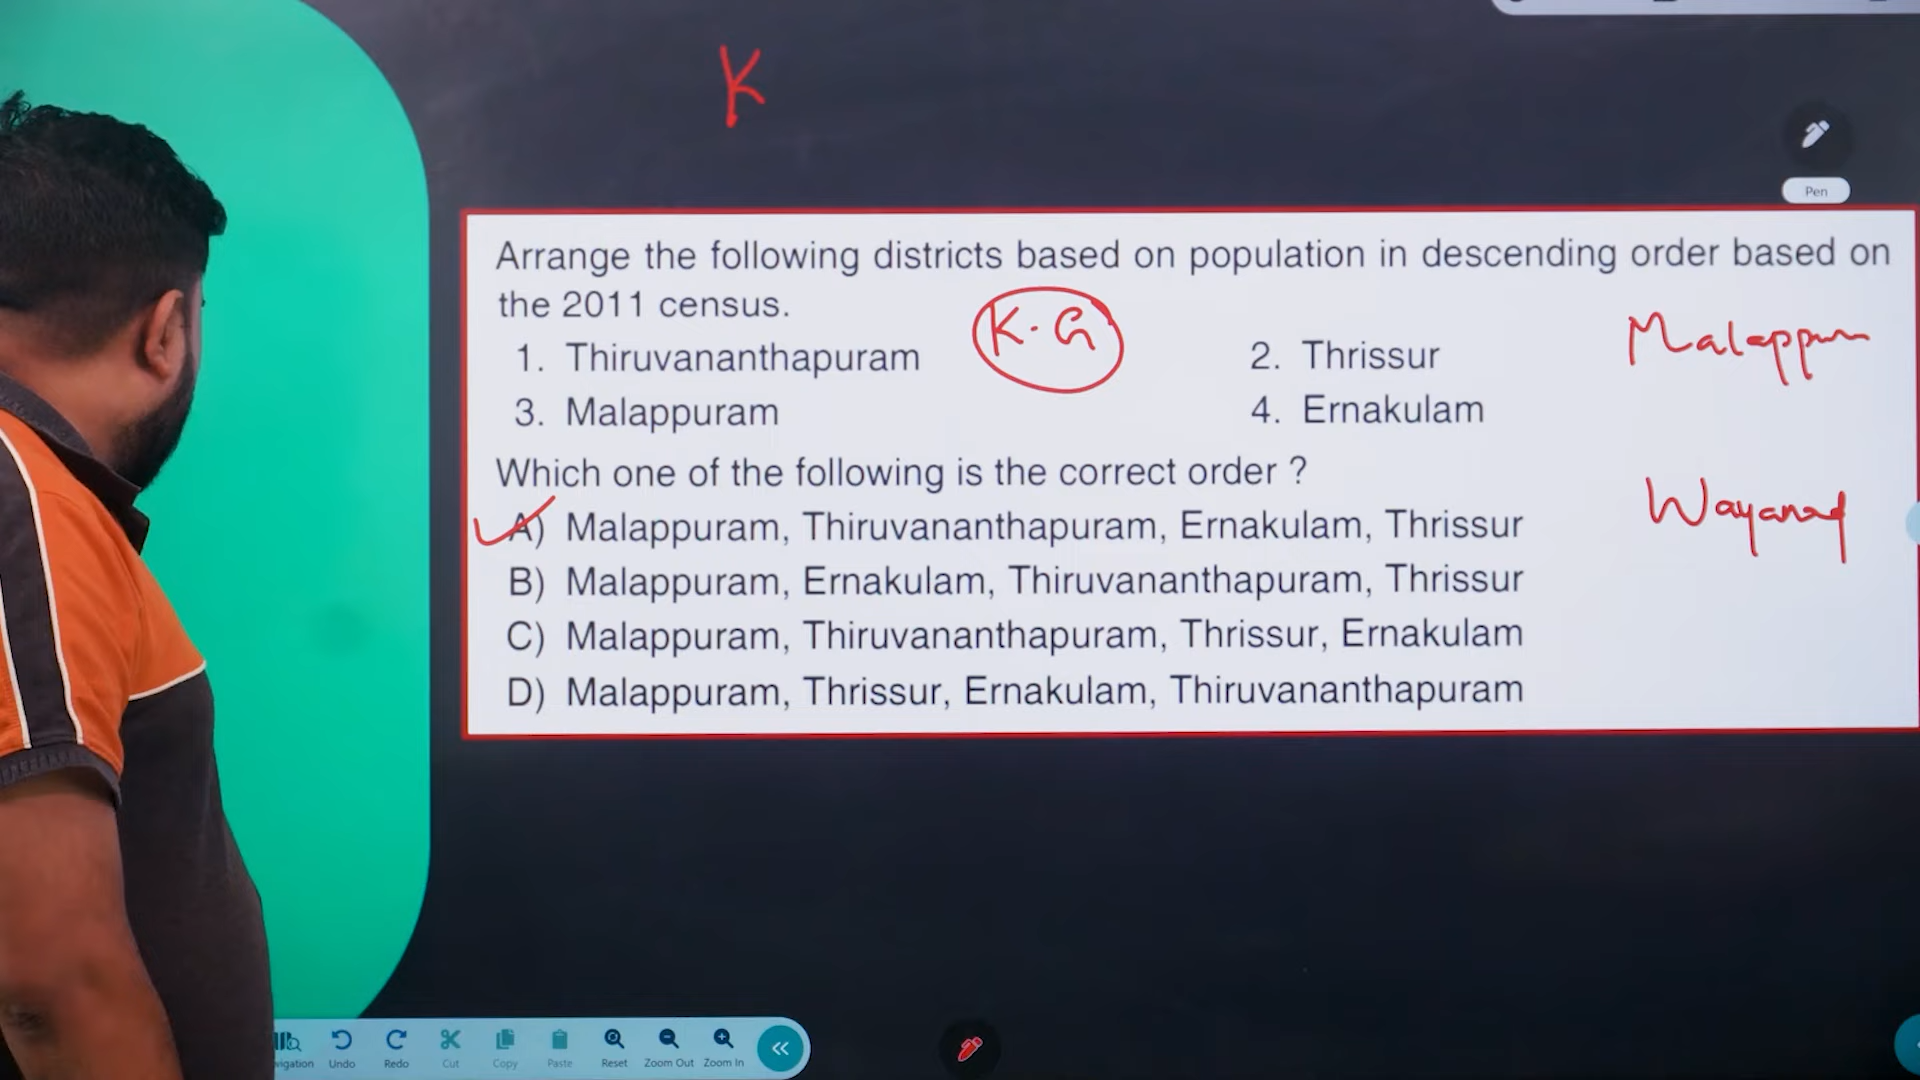 K
Pen
Arrange the following districts based on population in descending order based on
the 2011 census.
K.G
1. Thiruvananthapuram 2. Thrissur
Malappuram
3. Malappuram 4. Ernakulam
Which one of the following is the correct order ?
A) Malappuram, Thiruvananthapuram, Ernakulam, Thrissur
Wayanad
B) Malappuram, Ernakulam, Thiruvananthapuram, Thrissur
C) Malappuram, Thiruvananthapuram, Thrissur, Ernakulam
D) Malappuram, Thrissur, Ernakulam, Thiruvananthapuram
vigation Undo Redo Cut Copy Paste Reset Zoom Out Zoom In